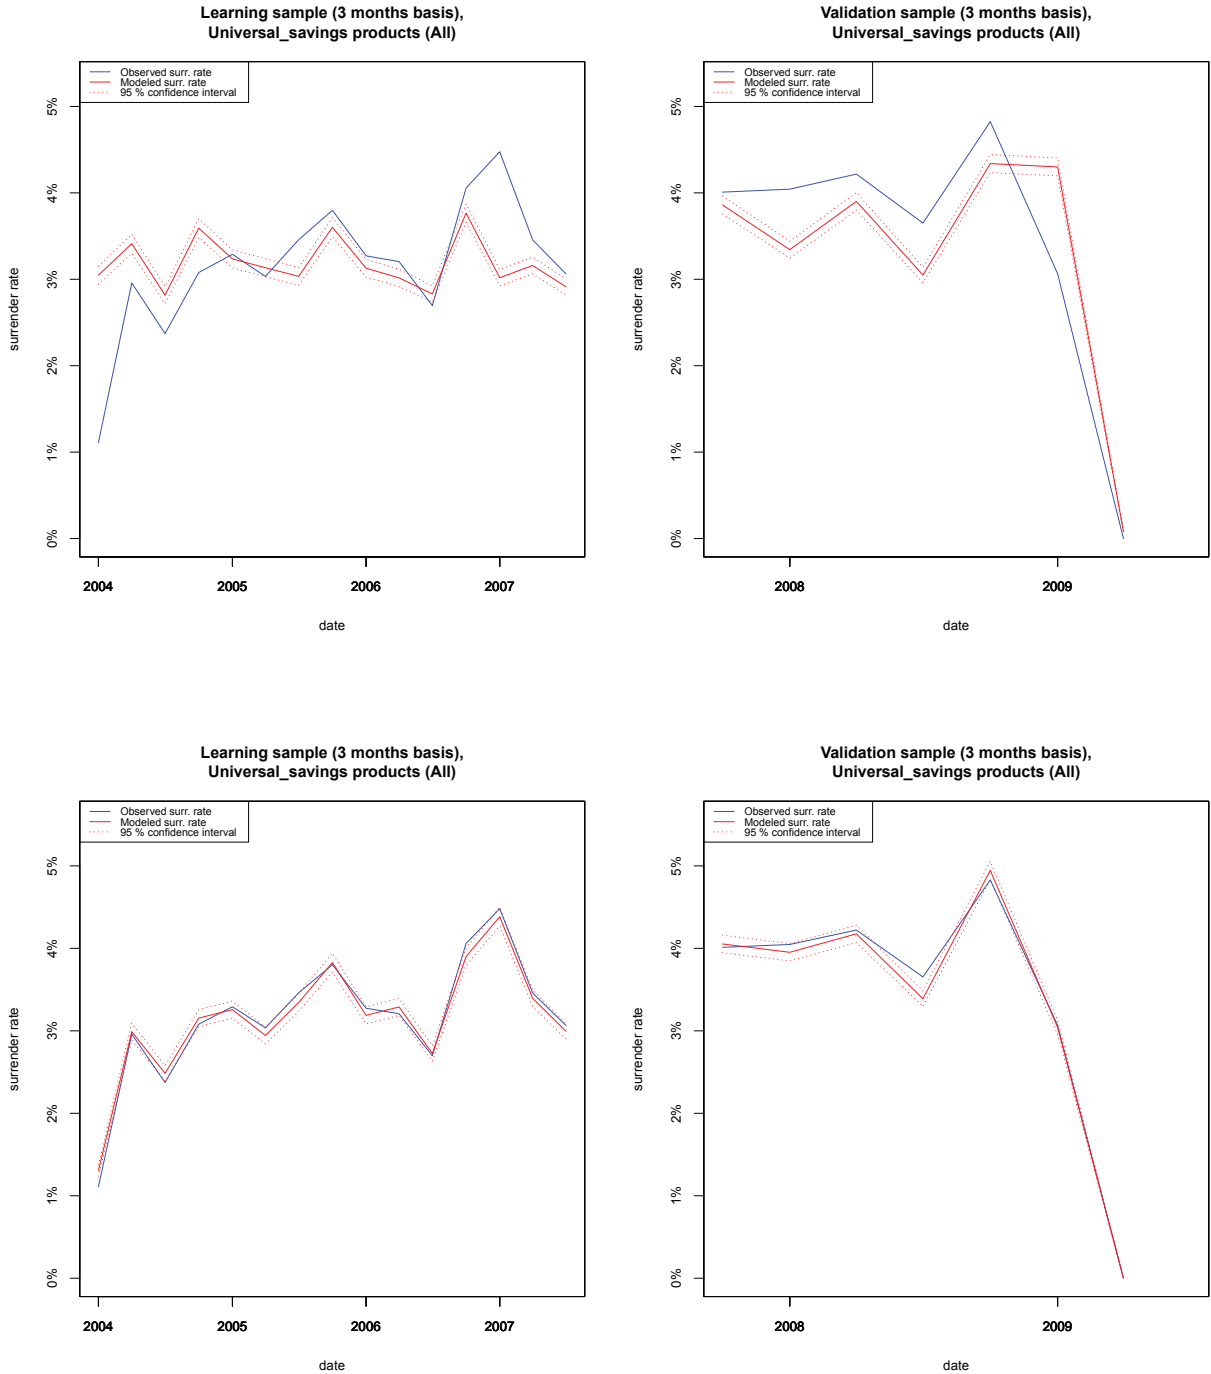 Learning sample (3 months basis),
Universal_savings products (All)
Observed surr. rate
Modeled surr. rate
95 % confidence interval
5%
4%
3%
2%
1%
0%
surrender rate
2004 2005 2006 2007
date
Validation sample (3 months basis),
Universal_savings products (All)
Observed surr. rate
Modeled surr. rate
95 % confidence interval
5%
4%
3%
2%
1%
0%
surrender rate
2008 2009
date
Learning sample (3 months basis),
Universal_savings products (All)
Observed surr. rate
Modeled surr. rate
95 % confidence interval
5%
4%
3%
2%
1%
0%
surrender rate
2004 2005 2006 2007
date
Validation sample (3 months basis),
Universal_savings products (All)
Observed surr. rate
Modeled surr. rate
95 % confidence interval
5%
4%
3%
2%
1%
0%
surrender rate
2008 2009
date